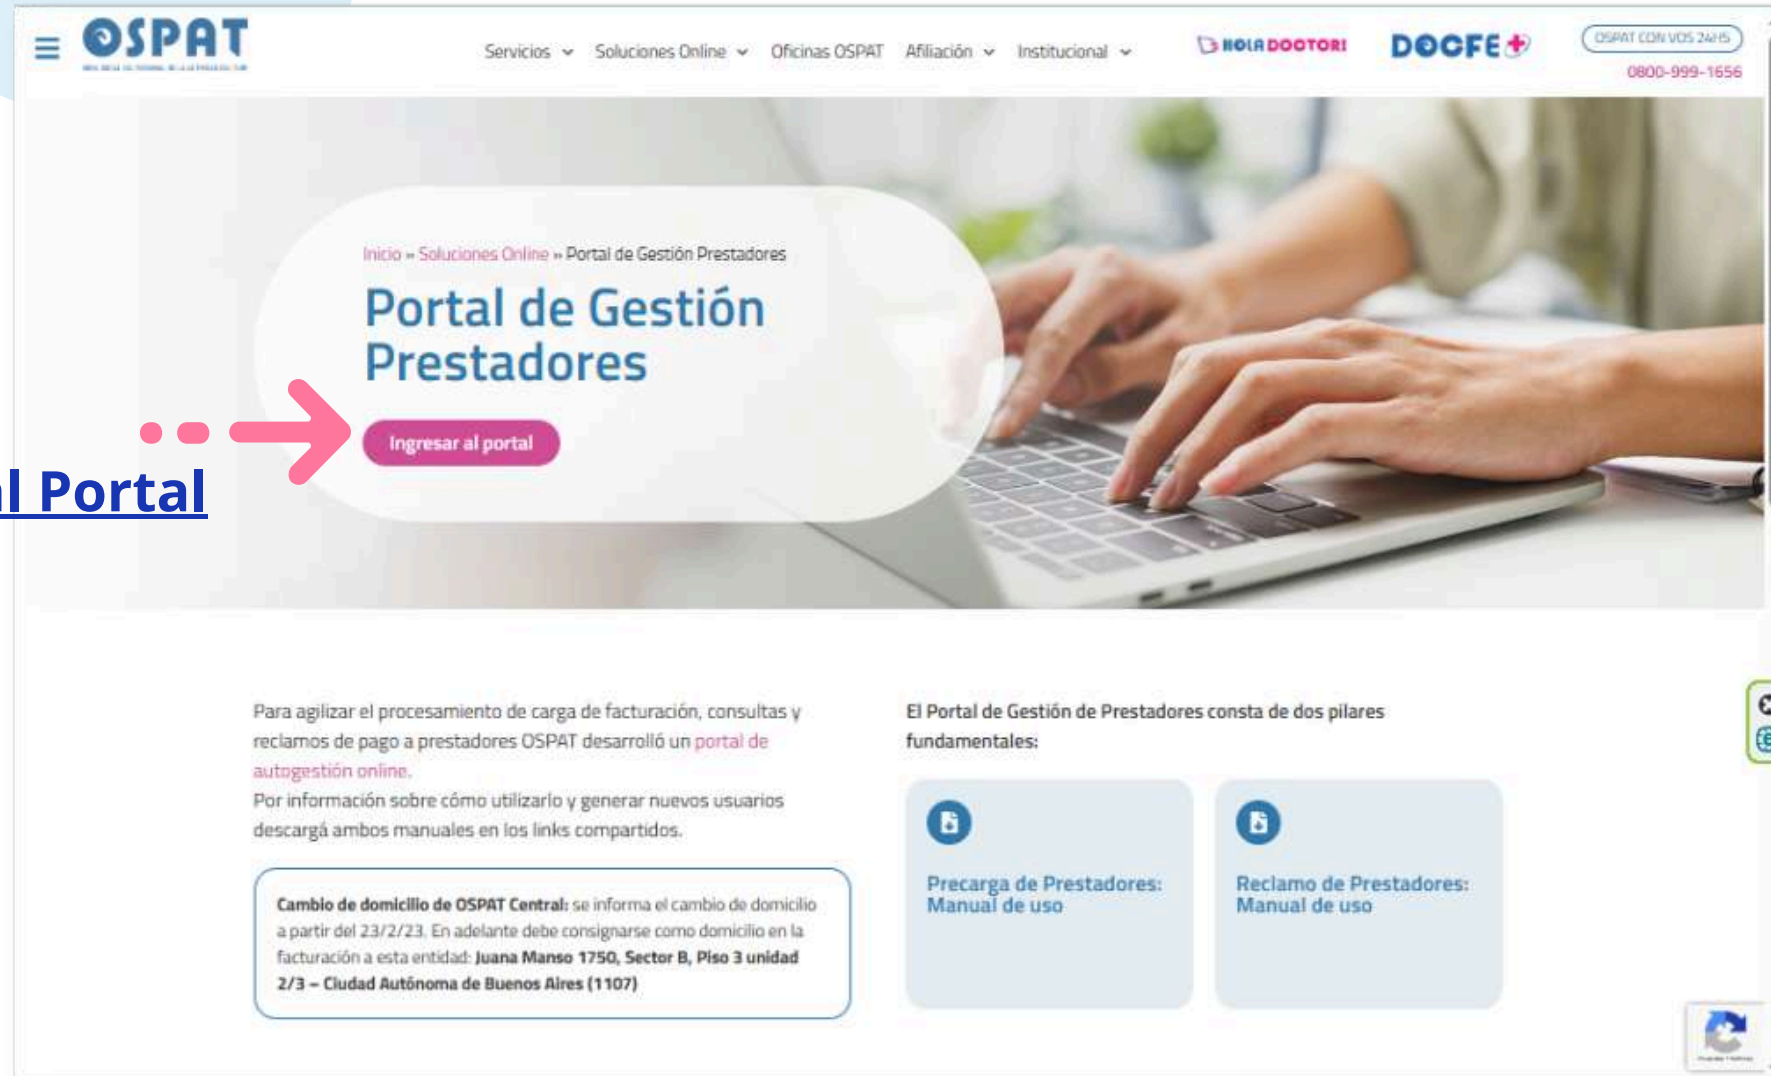 OSPAT
Servicios
Soluciones Online
Oficinas OSPAT
Afiliación
Institucional
HOLA DOCTOR!
DOCFE
OSPAT CON VOS 24HS
0800-999-1656
Inicio » Soluciones Online » Portal de Gestión Prestadores
Portal de Gestión
Prestadores
Ingresar al portal
al Portal
Para agilizar el procesamiento de carga de facturación, consultas y
reclamos de pago a prestadores OSPAT desarrolló un portal de
autogestión online.
Por información sobre cómo utilizarlo y generar nuevos usuarios
descargá ambos manuales en los links compartidos.
Cambio de domicilio de OSPAT Central: se informa el cambio de domicilio
a partir del 23/2/23. En adelante debe consignarse como domicilio en la
facturación a esta entidad: Juana Manso 1750, Sector B, Piso 3 unidad
2/3 – Ciudad Autónoma de Buenos Aires (1107)
El Portal de Gestión de Prestadores consta de dos pilares
fundamentales:
Precarga de Prestadores:
Manual de uso
Reclamo de Prestadores:
Manual de uso